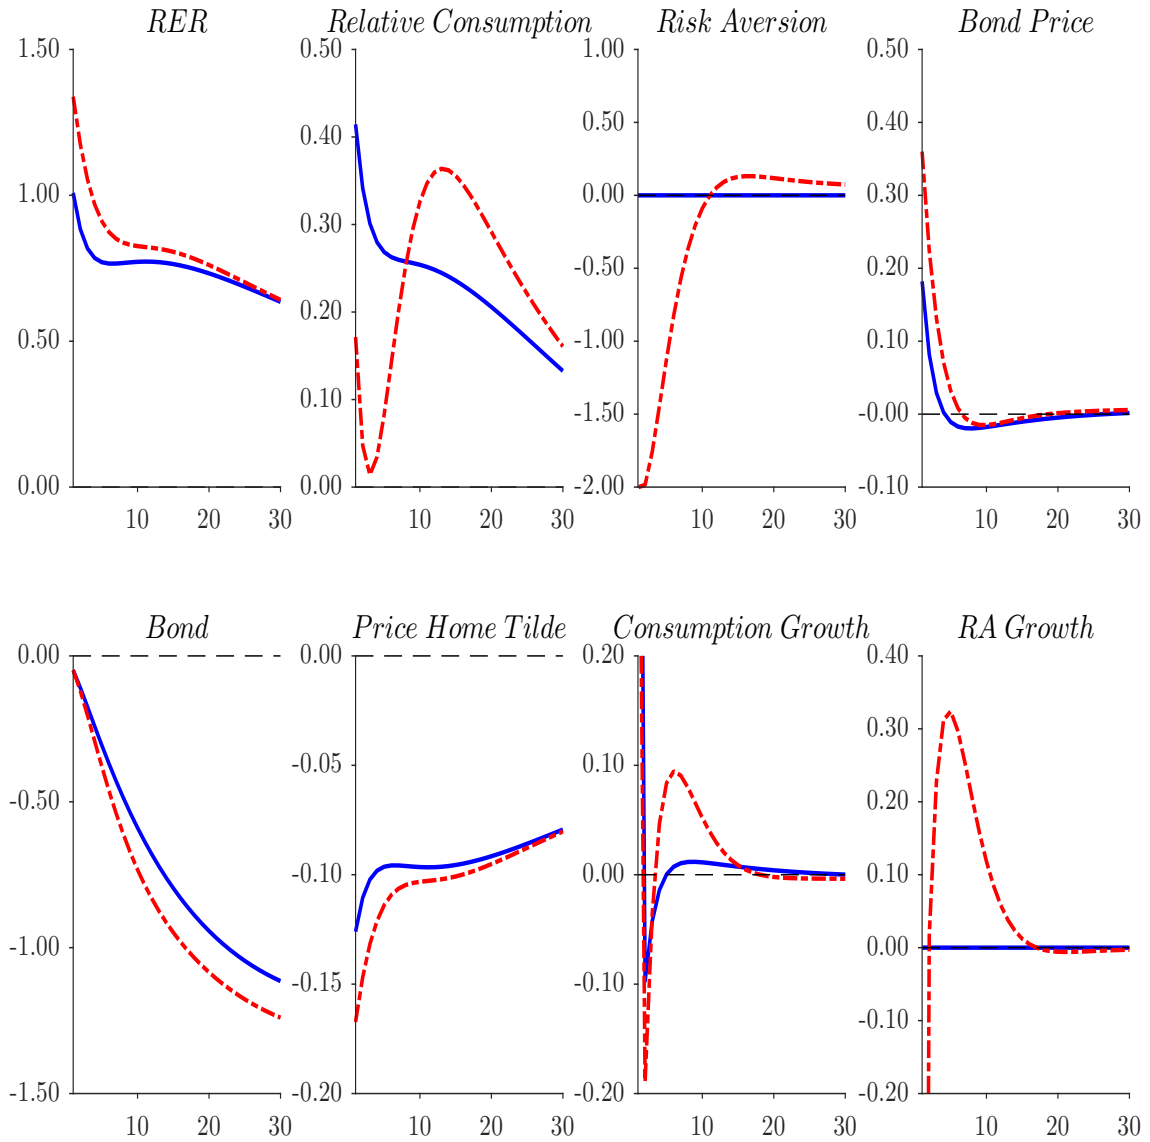 RER
Relative Consumption
Risk Aversion
Bond Price
1.50
1.00
0.50
0.00
10 20 30
0.50
0.40
0.30
0.20
0.10
0.00
10 20 30
1.00
0.50
0.00
-0.50
-1.00
-1.50
-2.00
10 20 30
0.50
0.40
0.30
0.20
0.10
-0.00
-0.10
10 20 30
Bond
Price Home Tilde
Consumption Growth
RA Growth
0.00
-0.50
-1.00
-1.50
10 20 30
0.00
-0.05
-0.10
-0.15
-0.20
10 20 30
0.20
0.10
0.00
-0.10
-0.20
10 20 30
0.40
0.30
0.20
0.10
0.00
-0.10
-0.20
10 20 30